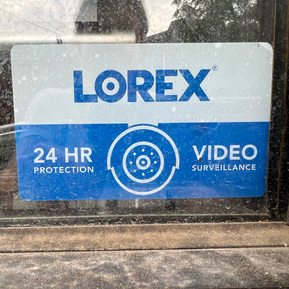 LOREX®
24 HR VIDEO
PROTECTION SURVEILLANCE